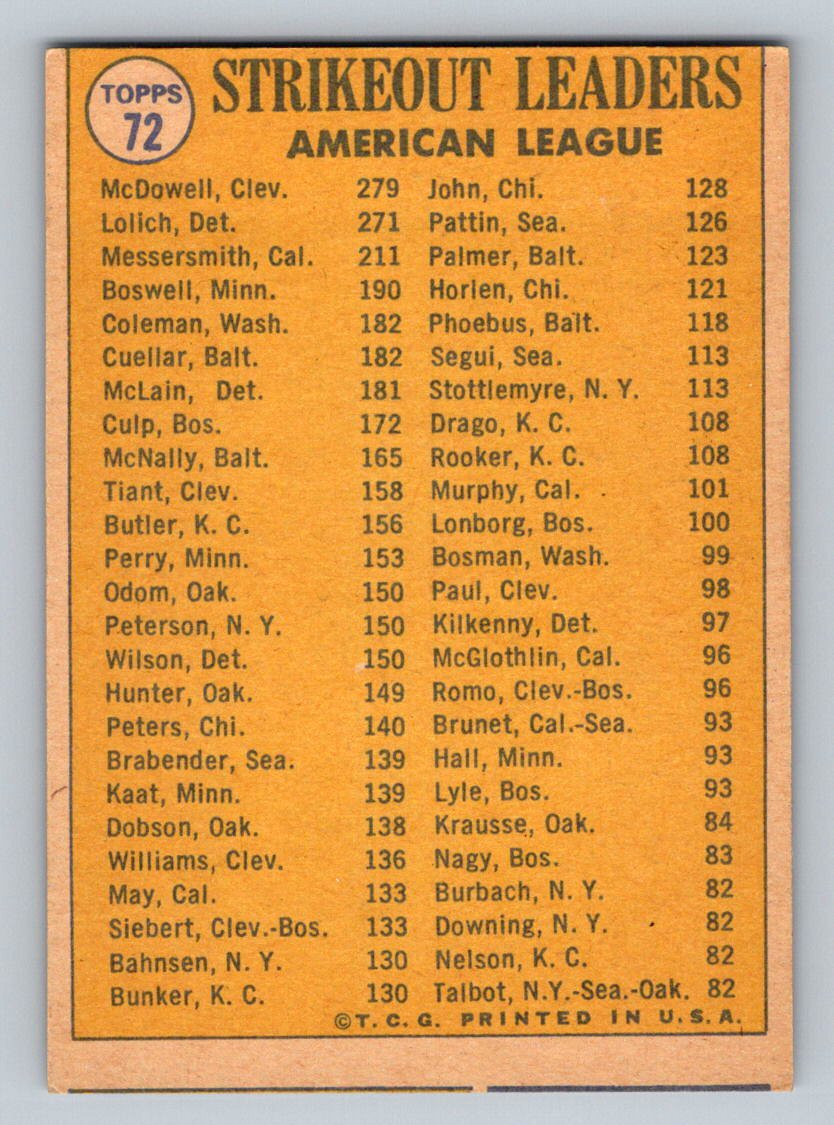 TOPPS
72
STRIKEOUT LEADERS
AMERICAN LEAGUE
McDowell, Clev. 279
Lolich, Det. 271
Messersmith, Cal. 211
Boswell, Minn. 190
Coleman, Wash. 182
Cuellar, Balt. 182
McLain, Det. 181
Culp, Bos. 172
McNally, Balt. 165
Tiant, Clev. 158
Butler, K. C. 156
Perry, Minn. 153
Odom, Oak. 150
Peterson, N. Y. 150
Wilson, Det. 150
Hunter, Oak. 149
Peters, Chi. 140
Brabender, Sea. 139
Kaat, Minn. 139
Dobson, Oak. 138
Williams, Clev. 136
May, Cal. 133
Siebert, Clev.-Bos. 133
Bahnsen, N. Y. 130
Bunker, K. C. 130
John, Chi. 128
Pattin, Sea. 126
Palmer, Balt. 123
Horlen, Chi. 121
Phoebus, Balt. 118
Segui, Sea. 113
Stottlemyre, N. Y. 113
Drago, K. C. 108
Rooker, K. C. 108
Murphy, Cal. 101
Lonborg, Bos. 100
Bosman, Wash. 99
Paul, Clev. 98
Kilkenny, Det. 97
McGlothlin, Cal. 96
Romo, Clev.-Bos. 96
Brunet, Cal.-Sea. 93
Hall, Minn. 93
Lyle, Bos. 93
Krausse, Oak. 84
Nagy, Bos. 83
Burbach, N. Y. 82
Downing, N. Y. 82
Nelson, K. C. 82
Talbot, N.Y.-Sea.-Oak. 82
©T. C. G. PRINTED IN U. S. A.